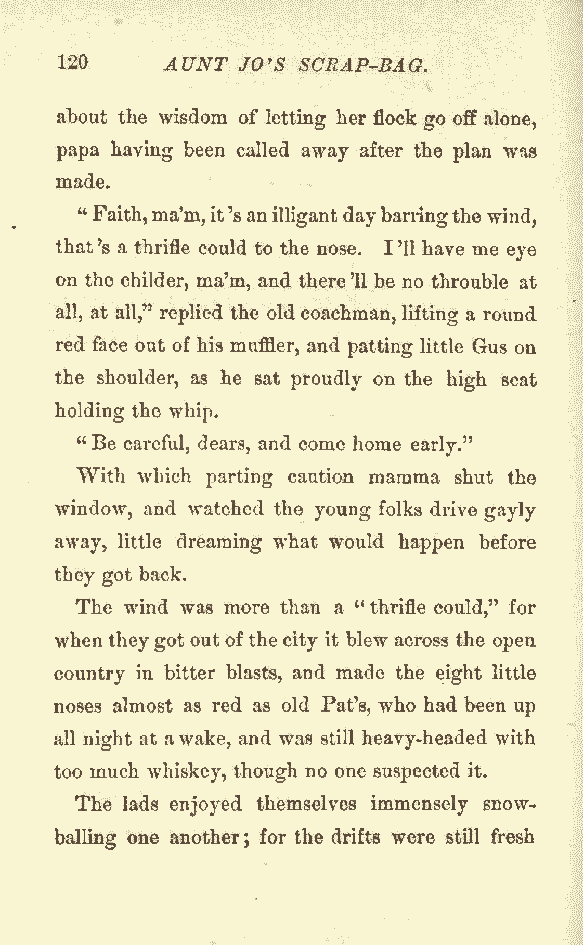 120 AUNT JO'S SCRAP-BAG.
about the wisdom of letting her flock go off alone,
papa having been called away after the plan was
made.
“Faith, ma'm, it's an illigant day barring the wind,
that's a thrifle could to the nose. I'll have me eye
on the childer, ma'm, and there'll be no throuble at
all, at all,” replied the old coachman, lifting a round
red face out of his muffler, and patting little Gus on
the shoulder, as he sat proudly on the high seat
holding the whip.
“Be careful, dears, and come home early.”
With which parting caution mamma shut the
window, and watched the young folks drive gayly
away, little dreaming what would happen before
they got back.
The wind was more than a “thrifle could,” for
when they got out of the city it blew across the open
country in bitter blasts, and made the eight little
noses almost as red as old Pat's, who had been up
all night at a wake, and was still heavy-headed with
too much whiskey, though no one suspected it.
The lads enjoyed themselves immensely snow-
balling one another; for the drifts were still fresh